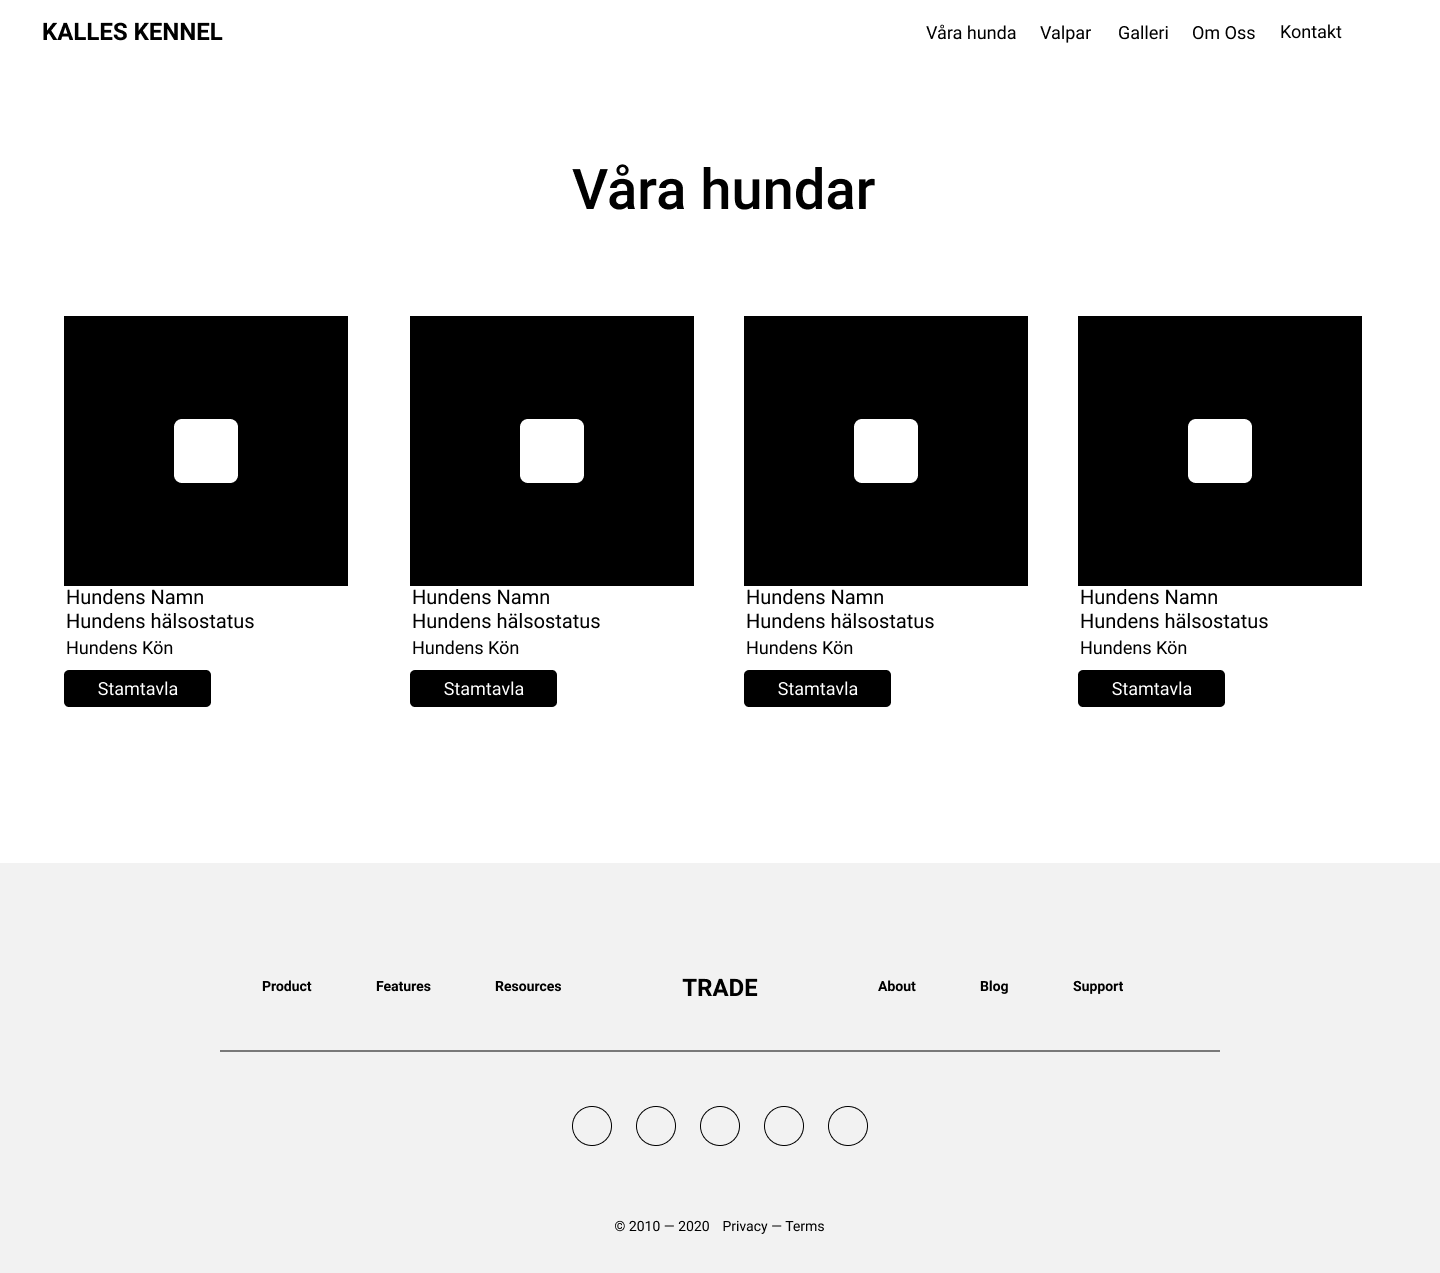 KALLES KENNEL
Våra hunda Valpar Galleri Om Oss Kontakt
Våra hundar
Hundens Namn
Hundens hälsostatus
Hundens Kön
Stamtavla
Hundens Namn
Hundens hälsostatus
Hundens Kön
Stamtavla
Hundens Namn
Hundens hälsostatus
Hundens Kön
Stamtavla
Hundens Namn
Hundens hälsostatus
Hundens Kön
Stamtavla
Product Features Resources TRADE About Blog Support
© 2010 — 2020 Privacy — Terms